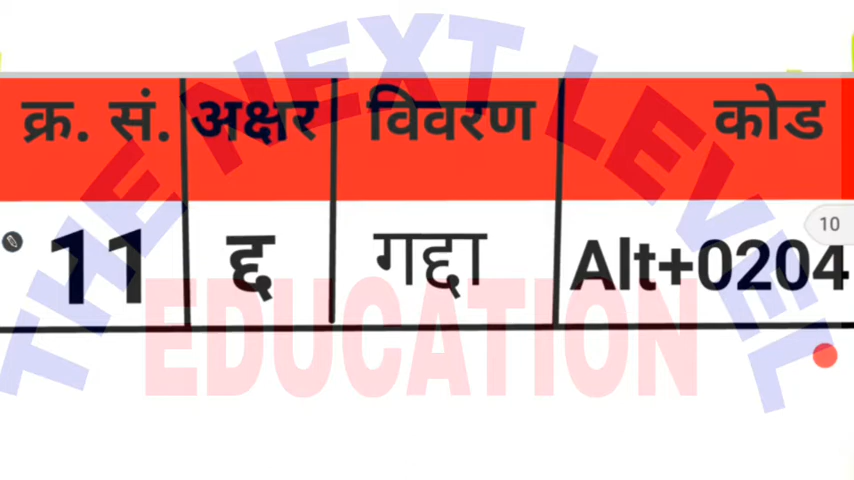 THE NEXT LEVEL
क्र. सं. अक्षर विवरण कोड
10
11 द्द गद्दा Alt+0204
EDUCATION